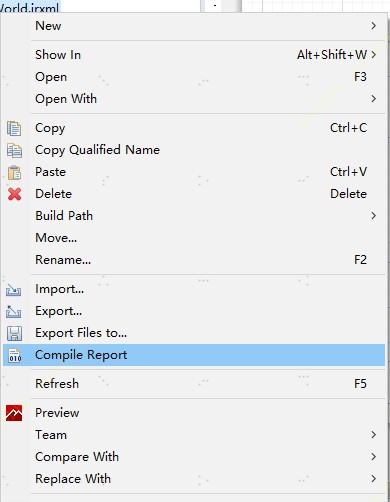 World.jrxml
New
Show In Alt+Shift+W
Open F3
Open With
Copy Ctrl+C
Copy Qualified Name
Paste Ctrl+V
Delete Delete
Build Path
Move...
Rename... F2
Import...
Export...
Export Files to...
010 Compile Report
Refresh F5
Preview
Team
Compare With
Replace With